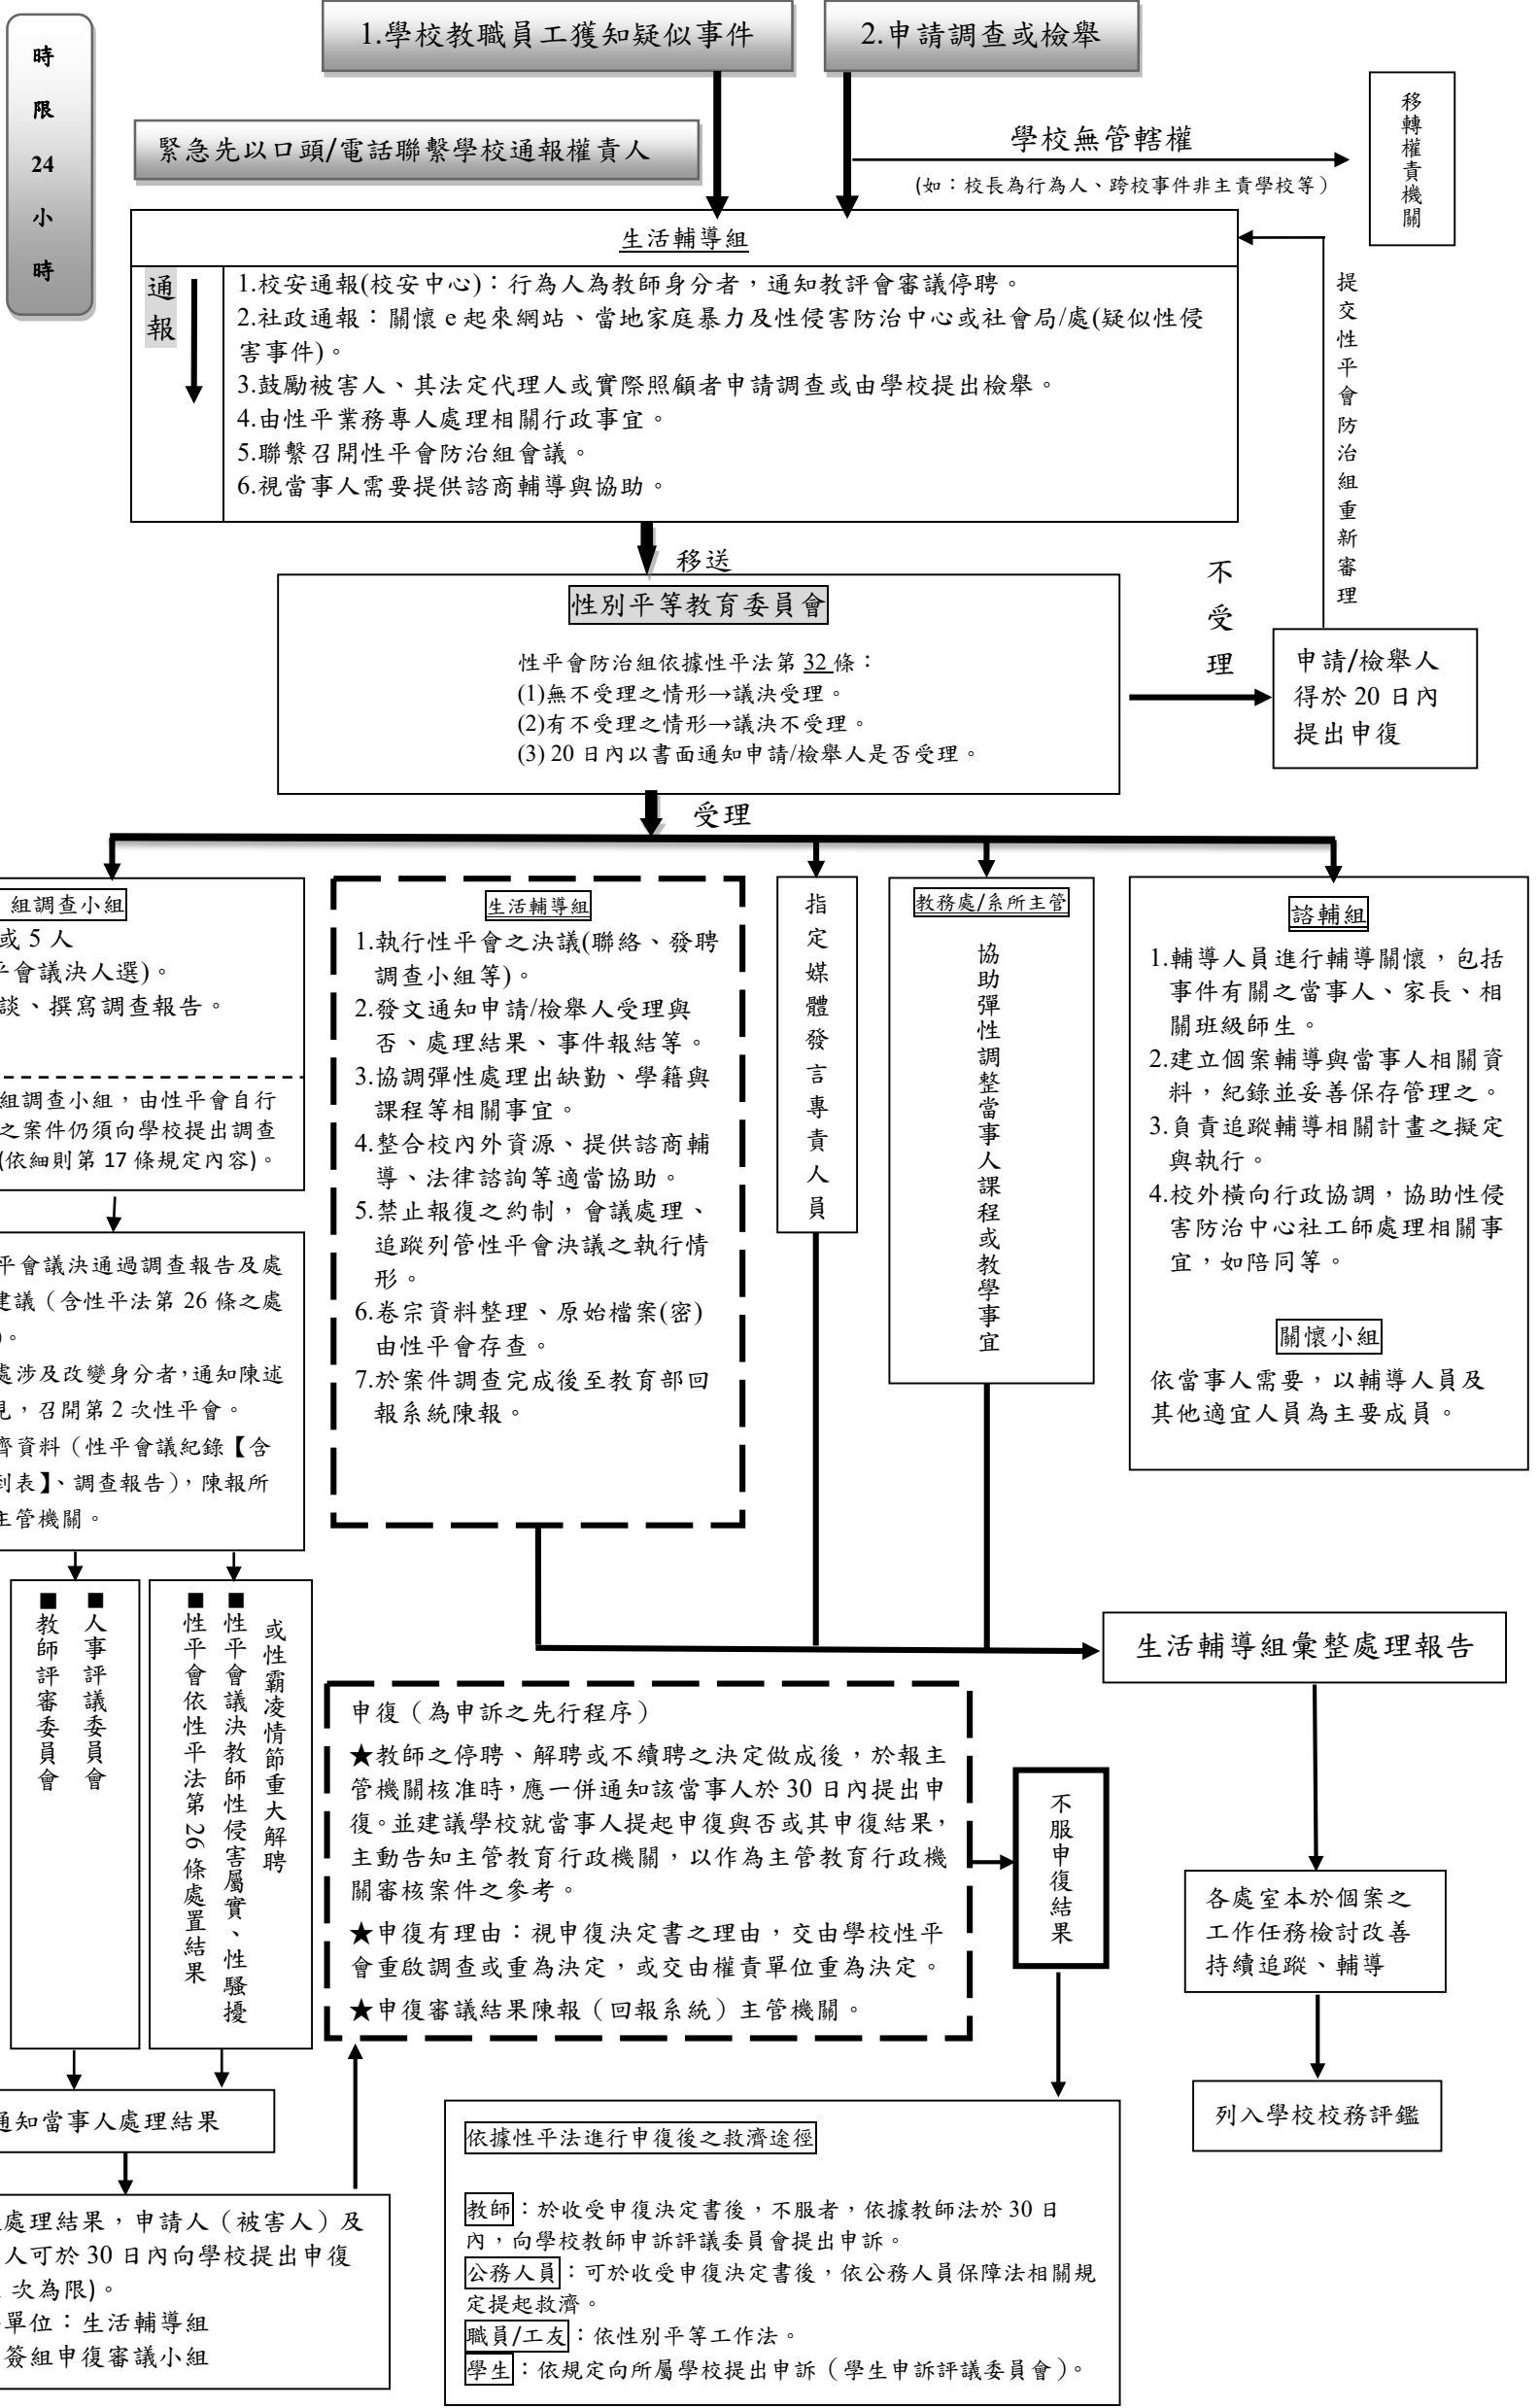 時
限
24
小
時
1.學校教職員工獲知疑似事件
2.申請調查或檢舉
緊急先以口頭/電話聯繫學校通報權責人
學校無管轄權
(如：校長為行為人、跨校事件非主責學校等)
移轉權責機關
生活輔導組
通報
1.校安通報(校安中心)：行為人為教師身分者，通知教評會審議停聘。
2.社政通報：關懷 e 起來網站、當地家庭暴力及性侵害防治中心或社會局/處(疑似性侵
害事件)。
3.鼓勵被害人、其法定代理人或實際照顧者申請調查或由學校提出檢舉。
4.由性平業務專人處理相關行政事宜。
5.聯繫召開性平會防治組會議。
6.視當事人需要提供諮商輔導與協助。
提交性平會防治組重新審理
移送
性別平等教育委員會
性平會防治組依據性平法第 32 條：
(1)無不受理之情形→議決受理。
(2)有不受理之情形→議決不受理。
(3) 20 日內以書面通知申請/檢舉人是否受理。
不受理
申請/檢舉人
得於 20 日內
提出申復
受理
組調查小組
或 5 人
平會議決人選)。
談、撰寫調查報告。
組調查小組，由性平會自行
之案件仍須向學校提出調查
(依細則第 17 條規定內容)。
生活輔導組
1.執行性平會之決議(聯絡、發聘
調查小組等)。
2.發文通知申請/檢舉人受理與
否、處理結果、事件報結等。
3.協調彈性處理出缺勤、學籍與
課程等相關事宜。
4.整合校內外資源、提供諮商輔
導、法律諮詢等適當協助。
5.禁止報復之約制，會議處理、
追蹤列管性平會決議之執行情
形。
6.卷宗資料整理、原始檔案(密)
由性平會存查。
7.於案件調查完成後至教育部回
報系統陳報。
指定媒體發言專責人員
教務處/系所主管
協助彈性調整當事人課程或教學事宜
諮輔組
1.輔導人員進行輔導關懷，包括
事件有關之當事人、家長、相
關班級師生。
2.建立個案輔導與當事人相關資
料，紀錄並妥善保存管理之。
3.負責追蹤輔導相關計畫之擬定
與執行。
4.校外橫向行政協調，協助性侵
害防治中心社工師處理相關事
宜，如陪同等。
關懷小組
依當事人需要，以輔導人員及
其他適宜人員為主要成員。
平會議決通過調查報告及處
建議（含性平法第 26 條之處
)。
處涉及改變身分者，通知陳述
見，召開第 2 次性平會。
齊資料（性平會議紀錄【含
到表】、調查報告），陳報所
主管機關。
■人事評議委員會
■教師評審委員會
■性平會議決教師性侵害屬實、性騷擾
或性霸凌情節重大解聘
■性平會依性平法第 26 條處置結果
生活輔導組彙整處理報告
申復（為申訴之先行程序）
★教師之停聘、解聘或不續聘之決定做成後，於報主
管機關核准時，應一併通知該當事人於 30 日內提出申
復。並建議學校就當事人提起申復與否或其申復結果，
主動告知主管教育行政機關，以作為主管教育行政機
關審核案件之參考。
★申復有理由：視申復決定書之理由，交由學校性平
會重啟調查或重為決定，或交由權責單位重為決定。
★申復審議結果陳報（回報系統）主管機關。
不服申復結果
各處室本於個案之
工作任務檢討改善
持續追蹤、輔導
列入學校校務評鑑
通知當事人處理結果
處理結果，申請人（被害人）及
人可於 30 日內向學校提出申復
次為限)。
單位：生活輔導組
簽組申復審議小組
依據性平法進行申復後之救濟途徑
教師：於收受申復決定書後，不服者，依據教師法於 30 日
內，向學校教師申訴評議委員會提出申訴。
公務人員：可於收受申復決定書後，依公務人員保障法相關規
定提起救濟。
職員/工友：依性別平等工作法。
學生：依規定向所屬學校提出申訴（學生申訴評議委員會）。